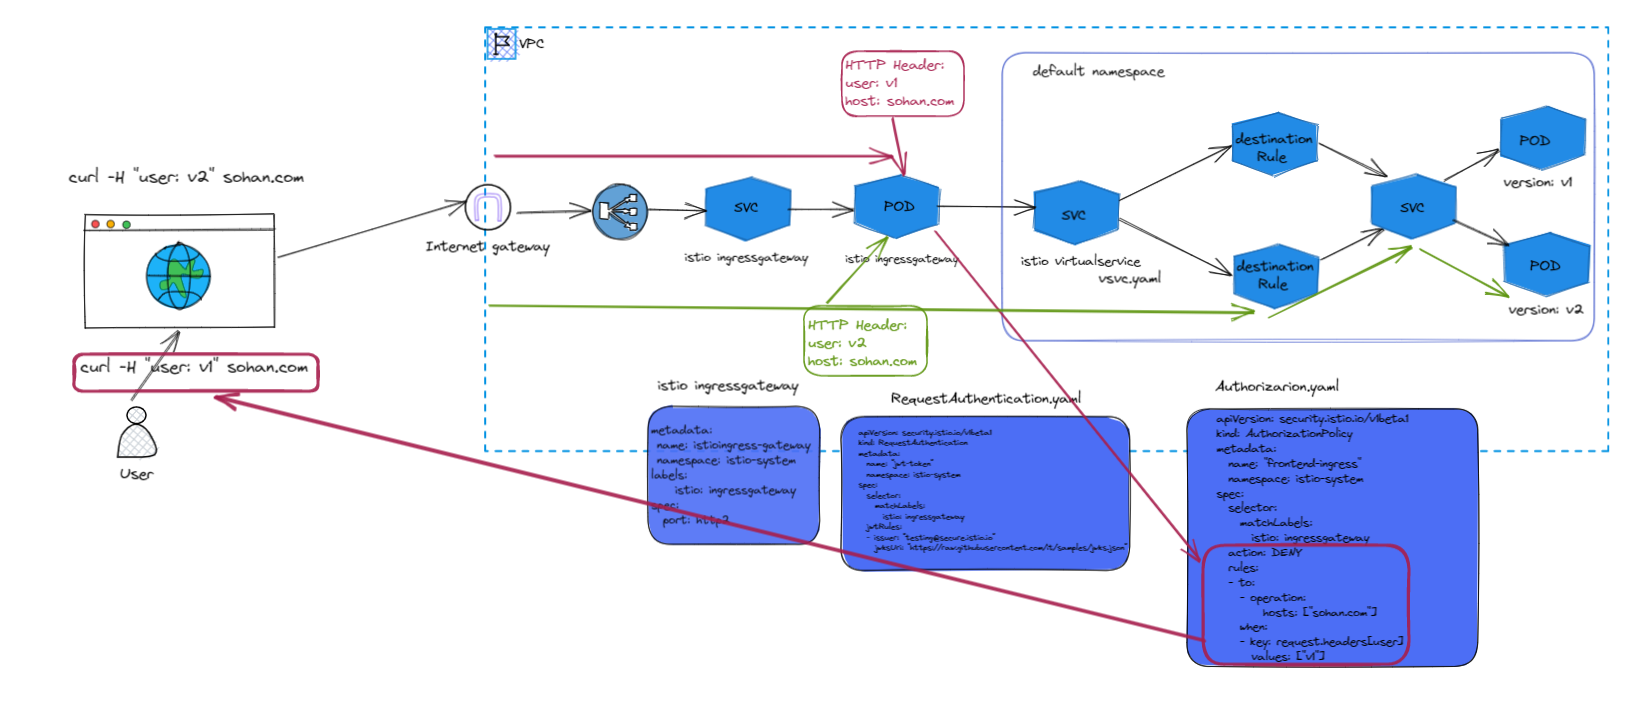 VPC
HTTP Header:
user: v1
host: sohan.com
default namespace
destination
Rule
POD
version: v1
curl -H "user: v2" sohan.com
Internet gateway
SVC
istio ingressgateway
POD
istio ingressgateway
SVC
istio virtualservice
vsvc.yaml
SVC
destination
Rule
POD
version: v2
HTTP Header:
user: v2
host: sohan.com
curl -H "user: v1" sohan.com
User
istio ingressgateway
metadata:
name: istioingress-gateway
namespace: istio-system
labels:
istio: ingressgateway
spec:
port: http2
RequestAuthentication.yaml
apiVersion: security.istio.io/v1beta1
kind: RequestAuthentication
metadata:
name: "jwt-token"
namespace: istio-system
spec:
selector:
matchLabels:
istio: ingressgateway
jwtRules:
- issuer: "testing@secure.istio.io"
jwksUri: "https://raw.githubusercontent.com/lt/samples/jwks.json"
Authorizarion.yaml
apiVersion: security.istio.io/v1beta1
kind: AuthorizationPolicy
metadata:
name: "frontend-ingress"
namespace: istio-system
spec:
selector:
matchLabels:
istio: ingressgateway
action: DENY
rules:
- to:
- operation:
hosts: ["sohan.com"]
when:
- key: request.headers[user]
values: ["v1"]